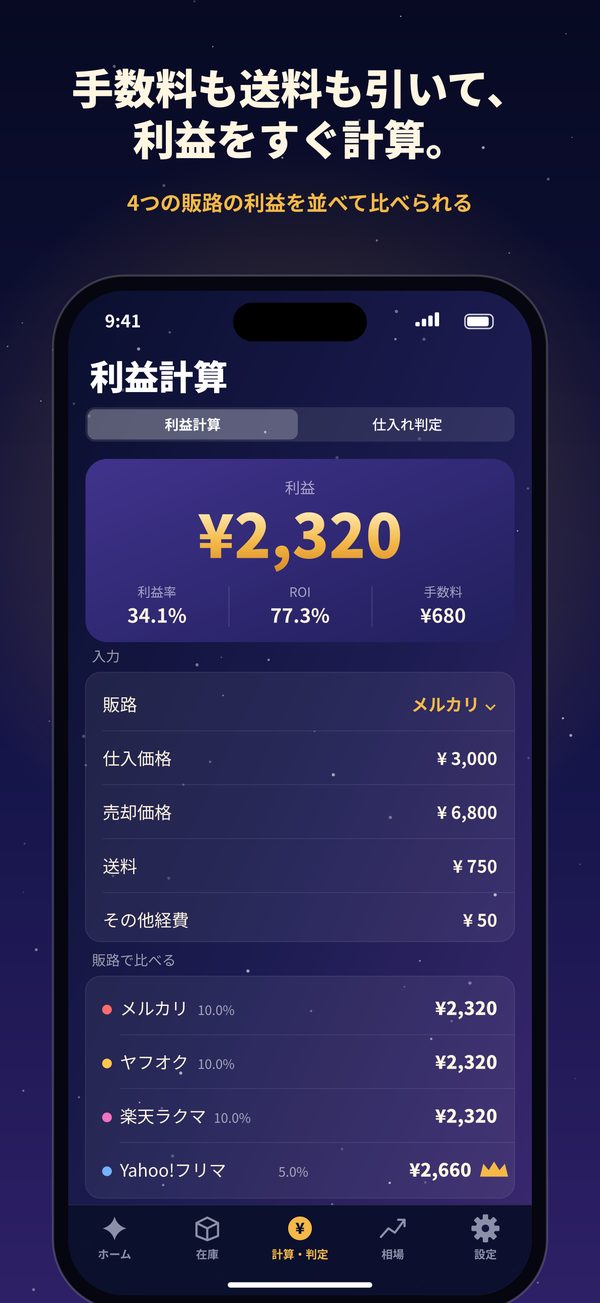 手数料も送料も引いて、
利益をすぐ計算。
4つの販路の利益を並べて比べられる
9:41
利益計算
利益計算 仕入れ判定
利益
¥2,320
利益率 ROI 手数料
34.1% 77.3% ¥680
入力
販路 メルカリ
仕入価格 ¥ 3,000
売却価格 ¥ 6,800
送料 ¥ 750
その他経費 ¥ 50
販路で比べる
メルカリ 10.0% ¥2,320
ヤフオク 10.0% ¥2,320
楽天ラクマ 10.0% ¥2,320
Yahoo!フリマ 5.0% ¥2,660
¥
ホーム 在庫 計算・判定 相場 設定